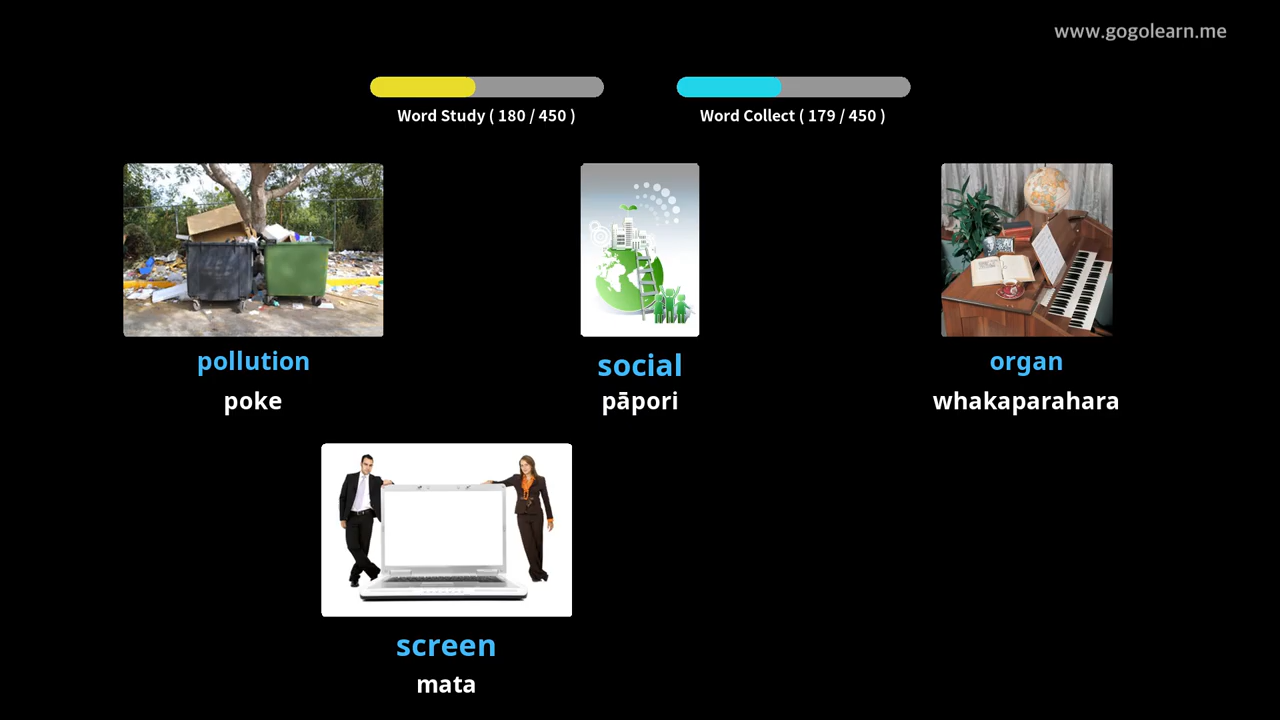 www.gogolearn.me
Word Study ( 180 / 450 )
Word Collect ( 179 / 450 )
pollution
poke
social
pāpori
organ
whakaparahara
screen
mata